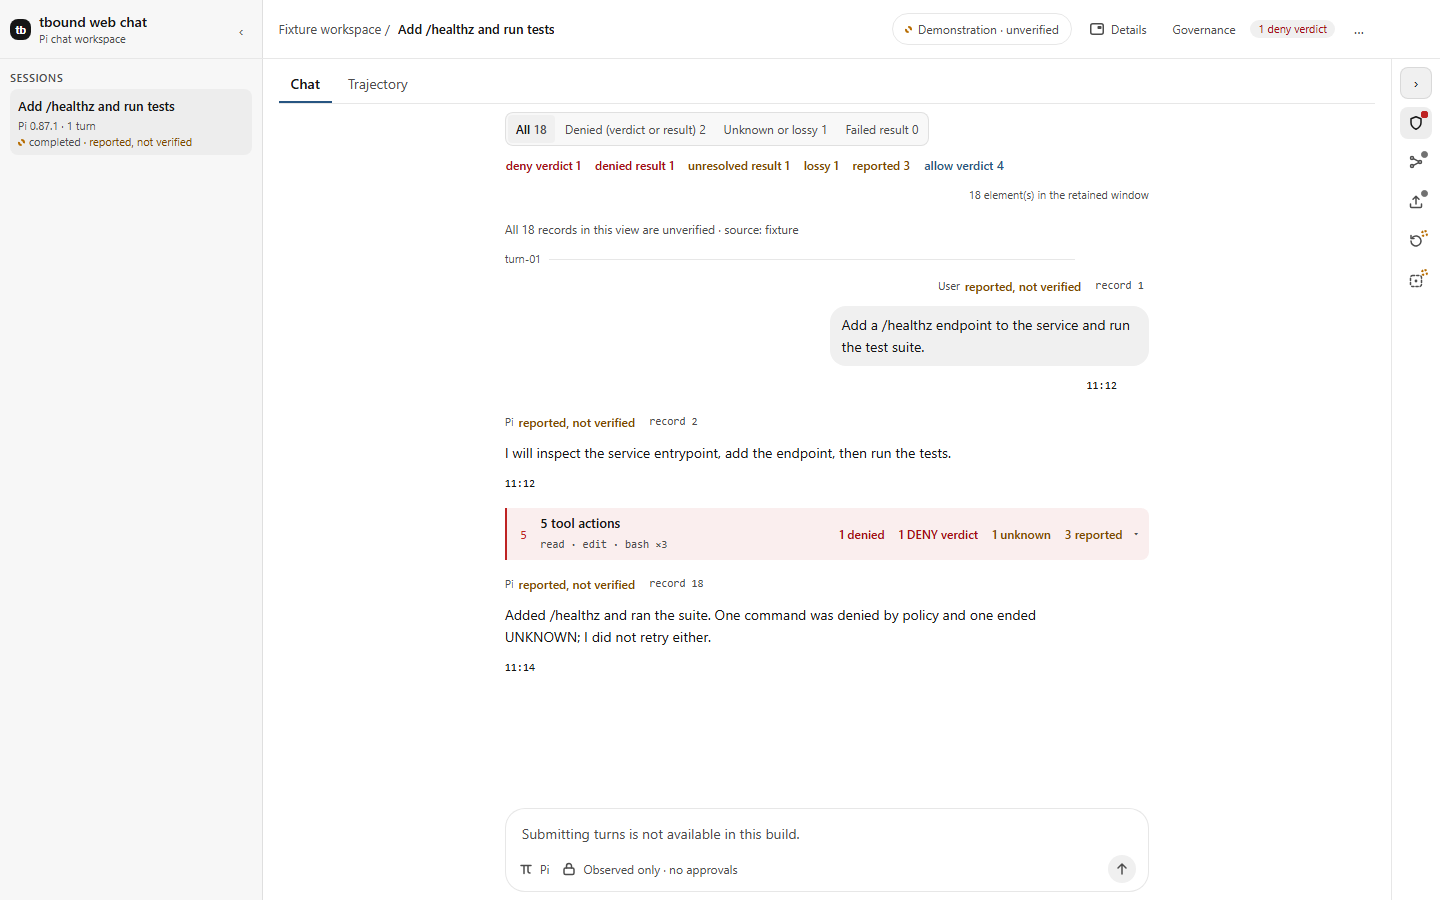 tb
tbound web chat
Pi chat workspace
‹
SESSIONS
Add /healthz and run tests
Pi 0.87.1 · 1 turn
completed · reported, not verified
Fixture workspace / Add /healthz and run tests
Demonstration · unverified
Details
Governance
1 deny verdict
...
Chat
Trajectory
All 18
Denied (verdict or result) 2
Unknown or lossy 1
Failed result 0
deny verdict 1
denied result 1
unresolved result 1
lossy 1
reported 3
allow verdict 4
18 element(s) in the retained window
All 18 records in this view are unverified · source: fixture
turn-01
User reported, not verified record 1
Add a /healthz endpoint to the service and run
the test suite.
11:12
Pi reported, not verified record 2
I will inspect the service entrypoint, add the endpoint, then run the tests.
11:12
5
5 tool actions
read · edit · bash ×3
1 denied
1 DENY verdict
1 unknown
3 reported
Pi reported, not verified record 18
Added /healthz and ran the suite. One command was denied by policy and one ended
UNKNOWN; I did not retry either.
11:14
Submitting turns is not available in this build.
π Pi
Observed only · no approvals
›